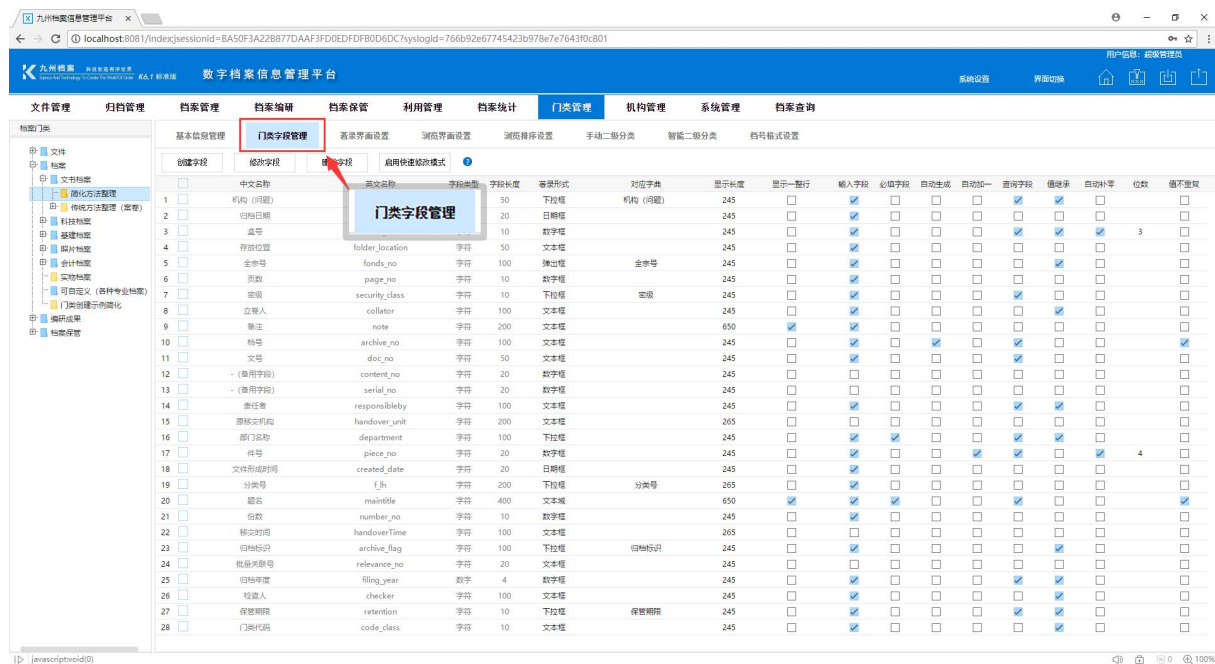 九州档案信息管理平台 ×
localhost:8081/index;jsessionid=BA50F3A22B877DAAF3FD0EDFDFB0D6DC?syslogid=766b92e67745423b978e7e7643f0c801
用户信息: 超级管理员
九州档案 科技创造有序世界 K6.1 标准版 数字档案信息管理平台 系统设置 界面切换
文件管理 归档管理 档案管理 档案编研 档案保管 利用管理 档案统计 门类管理 机构管理 系统管理 档案查询
档案门类
基本信息管理 门类字段管理 著录界面设置 浏览界面设置 浏览排序设置 手动二级分类 智能二级分类 档号格式设置
创建字段 修改字段 字段 启用快速修改模式
文件
档案
文书档案
简化方法整理
传统方法整理 (案卷)
科技档案
基建档案
照片档案
会计档案
实物档案
可自定义 (各种专业档案)
门类创建示例简化
编研成果
档案保管
中文名称 英文名称 字段类型 字段长度 著录形式 对应字典 显示长度 显示一整行 输入字段 必填字段 自动生成 自动加一 查询字段 值继承 自动补零 位数 值不重复
1 机构 (问题) 50 下拉框 机构 (问题) 245
2 归档日期 20 日期框 245
3 盒号 10 数字框 245 3
门类字段管理
4 存放位置 folder_location 字符 50 文本框 245
5 全宗号 fonds_no 字符 100 弹出框 全宗号 245
6 页数 page_no 字符 10 数字框 245
7 密级 security_class 字符 10 下拉框 密级 245
8 立卷人 collator 字符 100 文本框 245
9 备注 note 字符 200 文本框 650
10 档号 archive_no 字符 100 文本框 245
11 文号 doc_no 字符 50 文本框 245
12 - (备用字段) content_no 字符 20 数字框 245
13 - (备用字段) serial_no 字符 20 数字框 245
14 责任者 responsibleby 字符 100 文本框 245
15 原移交机构 handover_unit 字符 200 文本框 265
16 部门名称 department 字符 100 下拉框 245
17 件号 piece_no 字符 20 数字框 245 4
18 文件形成时间 created_date 字符 20 日期框 245
19 分类号 f_lh 字符 200 下拉框 分类号 265
20 题名 maintitle 字符 400 文本域 650
21 份数 number_no 字符 10 数字框 245
22 移交时间 handoverTime 字符 100 文本框 265
23 归档标识 archive_flag 字符 100 下拉框 归档标识 245
24 批量关联号 relevance_no 字符 20 文本框 245
25 归档年度 filing_year 数字 4 数字框 245
26 检查人 checker 字符 100 文本框 245
27 保管期限 retention 字符 10 下拉框 保管期限 245
28 门类代码 code_class 字符 10 文本框 245
javascript:void(0) 0 100%